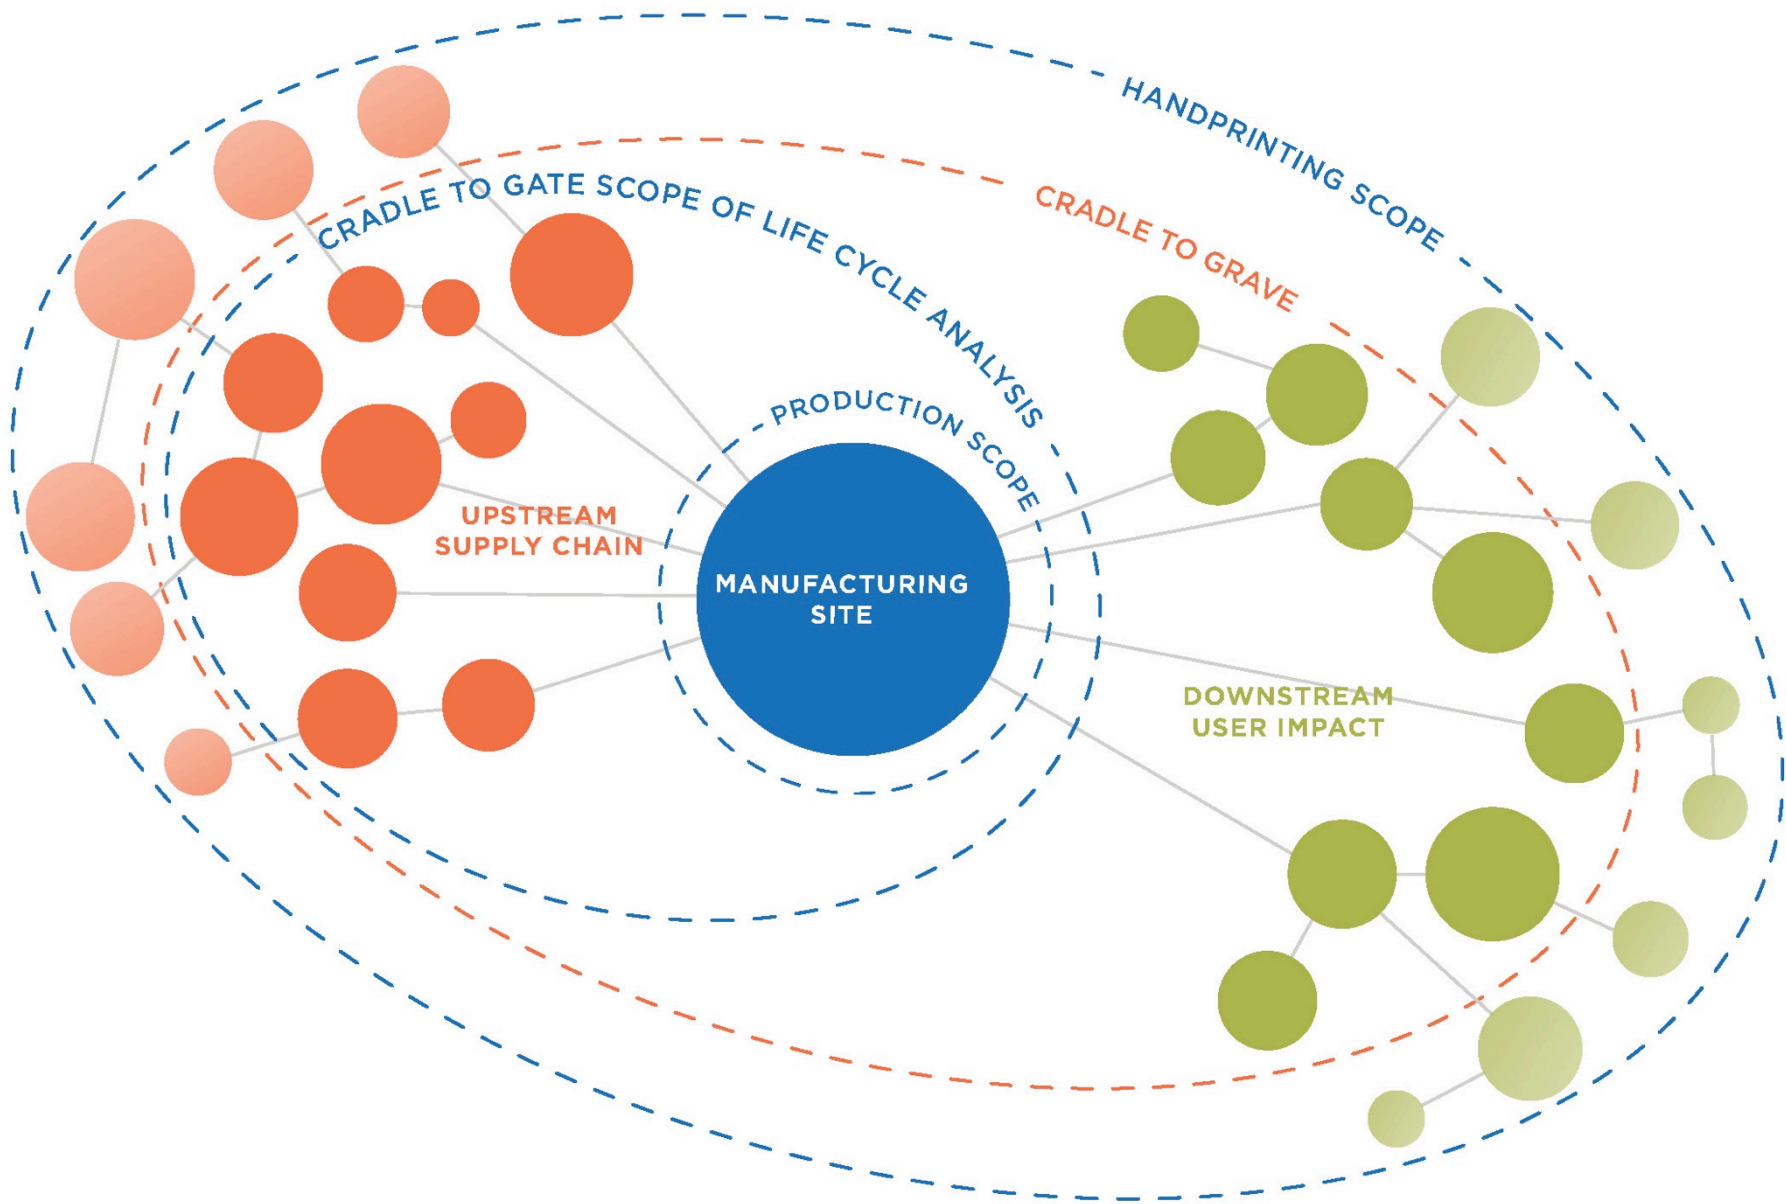 HANDPRINTING SCOPE
CRADLE TO GRAVE
CRADLE TO GATE SCOPE OF LIFE CYCLE ANALYSIS
PRODUCTION SCOPE
UPSTREAM
SUPPLY CHAIN
MANUFACTURING
SITE
DOWNSTREAM
USER IMPACT